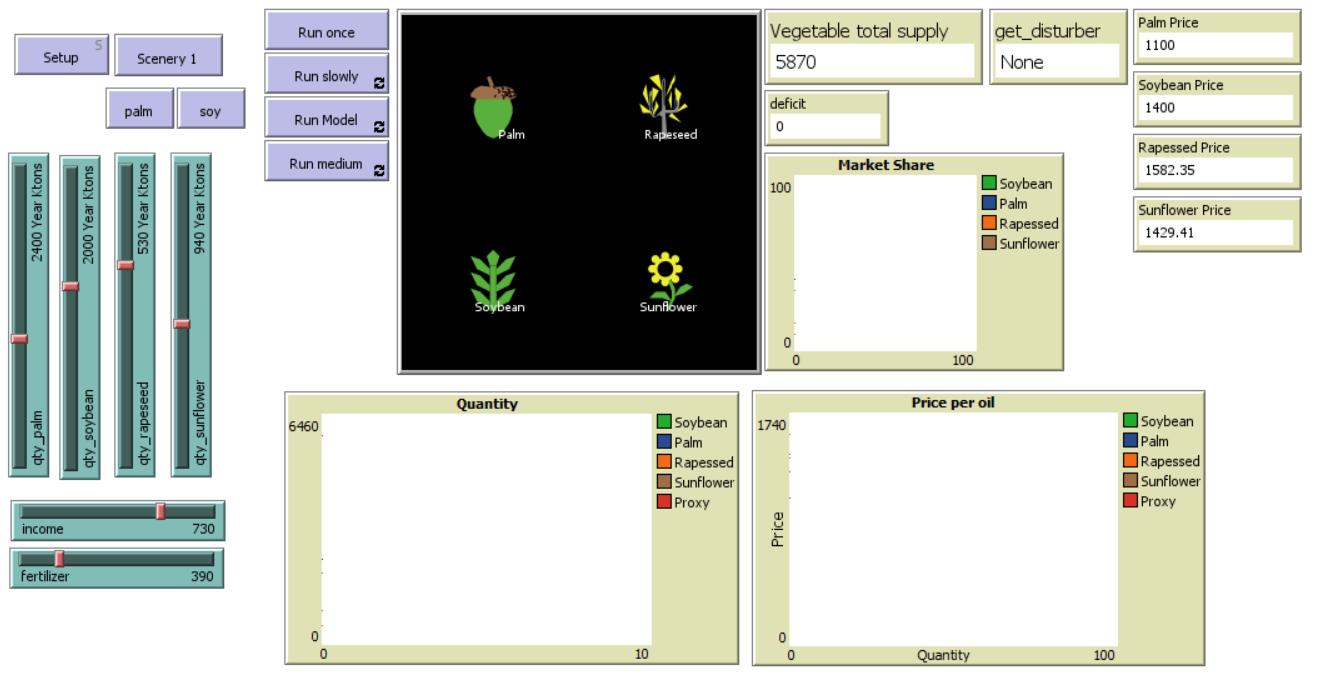 Setup
S
Scenery 1
palm
soy
Run once
Run slowly
Run Model
Run medium
Palm
Rapeseed
Soybean
Sunflower
Vegetable total supply
5870
get_disturber
None
deficit
0
Palm Price
1100
Soybean Price
1400
Rapessed Price
1582.35
Sunflower Price
1429.41
Market Share
100
0
0
100
Soybean
Palm
Rapessed
Sunflower
qty_palm 2400 Year Ktons
qty_soybean 2000 Year Ktons
qty_rapeseed 530 Year Ktons
qty_sunflower 940 Year Ktons
income 730
fertilizer 390
Quantity
6460
0
0
10
Soybean
Palm
Rapessed
Sunflower
Proxy
Price per oil
1740
Price
0
0
Quantity
100
Soybean
Palm
Rapessed
Sunflower
Proxy